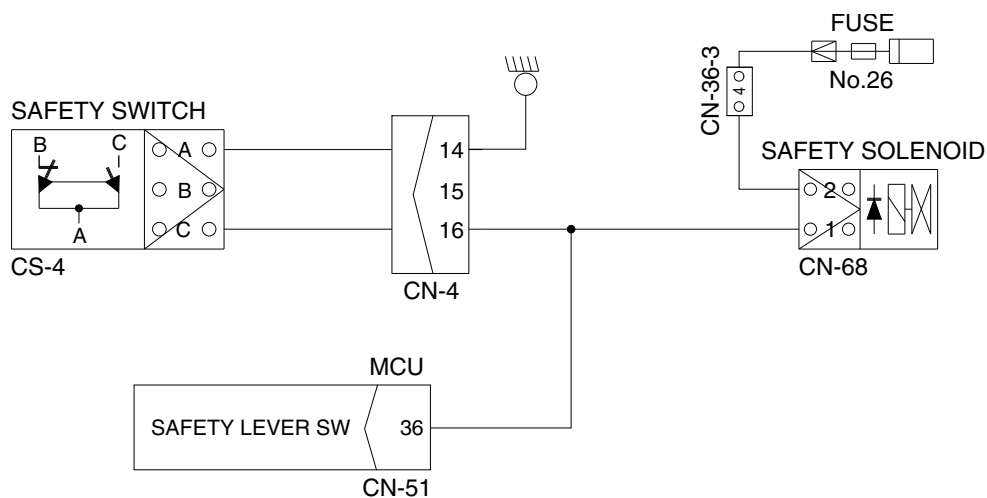 FUSE
No.26
CN-36-3
4
SAFETY SWITCH
B C
A
A
B
C
CS-4
14
15
16
CN-4
SAFETY SOLENOID
2
1
CN-68
MCU
SAFETY LEVER SW 36
CN-51